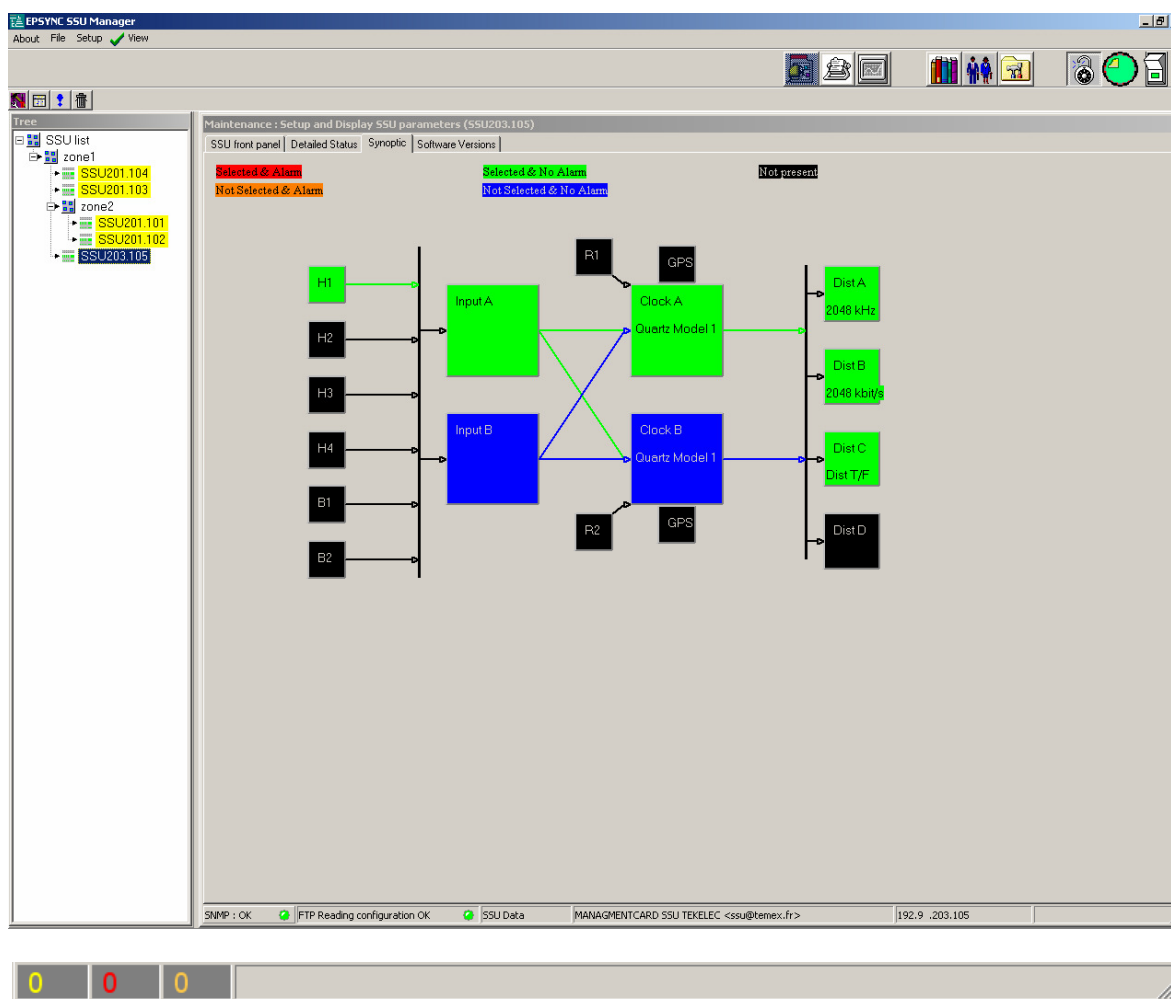 EPSYNC SSU Manager
About File Setup View
Tree
SSU list
zone1
SSU201.104
SSU201.103
zone2
SSU201.101
SSU201.102
SSU203.105
Maintenance : Setup and Display SSU parameters (SSU203.105)
SSU front panel Detailed Status Synoptic Software Versions
Selected & Alarm Selected & No Alarm Not present
Not Selected & Alarm Not Selected & No Alarm
H1
H2
H3
H4
B1
B2
Input A
Input B
R1
GPS
Clock A
Quartz Model 1
Clock B
Quartz Model 1
R2
GPS
Dist A
2048 kHz
Dist B
2048 kbit/s
Dist C
Dist T/F
Dist D
SNMP : OK FTP Reading configuration OK SSU Data MANAGMENTCARD SSU TEKELEC <ssu@temex.fr> 192.9 .203.105
0 0 0